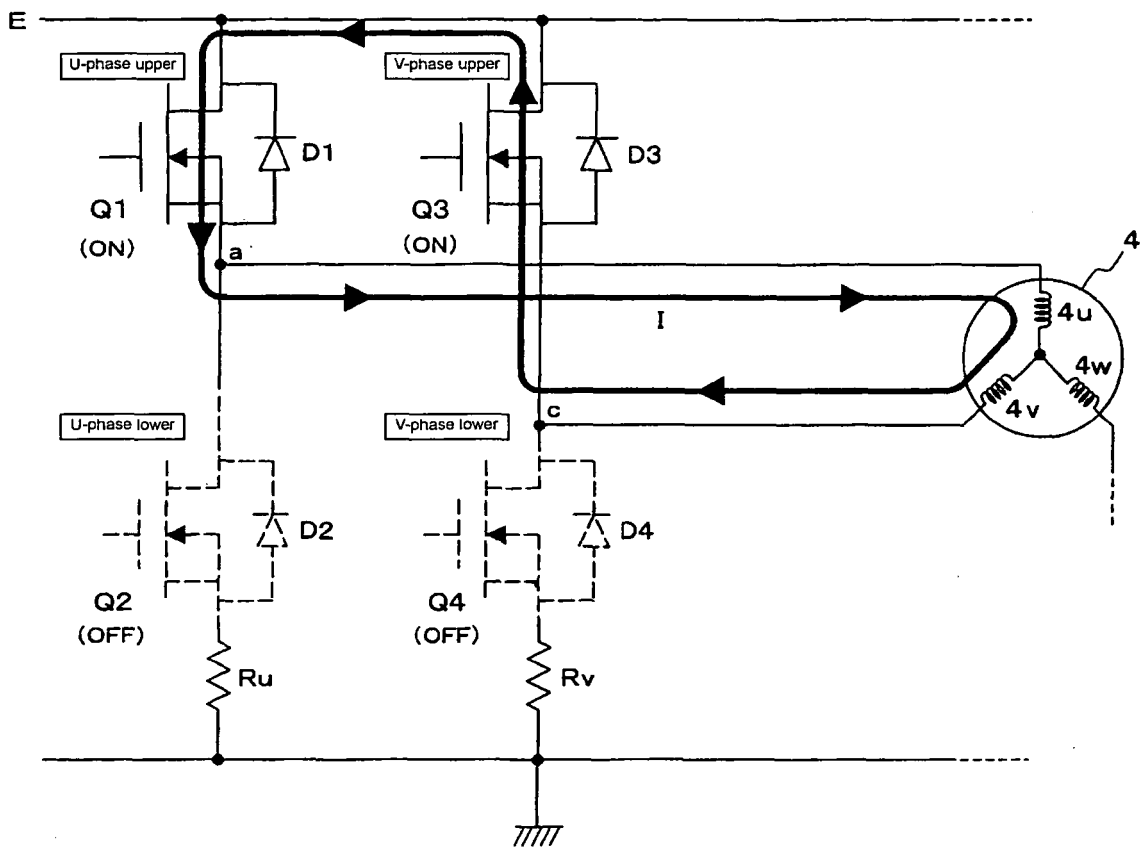 E
U-phase upper
V-phase upper
D1
D3
Q1
(ON)
Q3
(ON)
a
4
I
4u
4w
4v
c
U-phase lower
V-phase lower
D2
D4
Q2
(OFF)
Q4
(OFF)
Ru
Rv